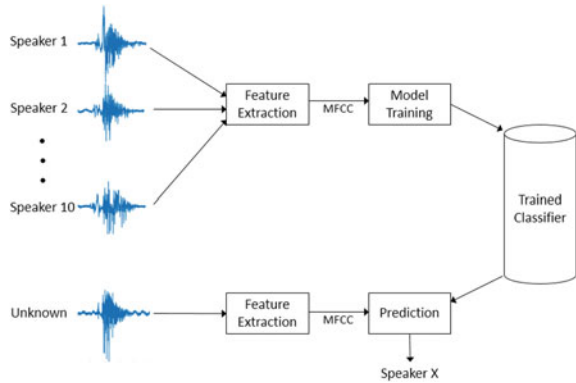 Speaker 1
Speaker 2
Speaker 10
Feature
Extraction
MFCC
Model
Training
Trained
Classifier
Unknown
Feature
Extraction
MFCC
Prediction
Speaker X